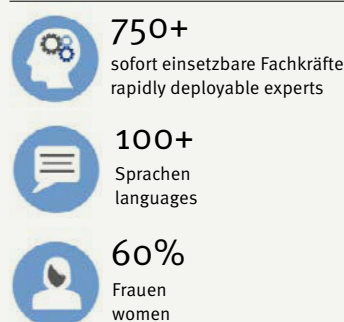 750+
sofort einsetzbare Fachkräfte
rapidly deployable experts
100+
Sprachen
languages
60%
Frauen
women